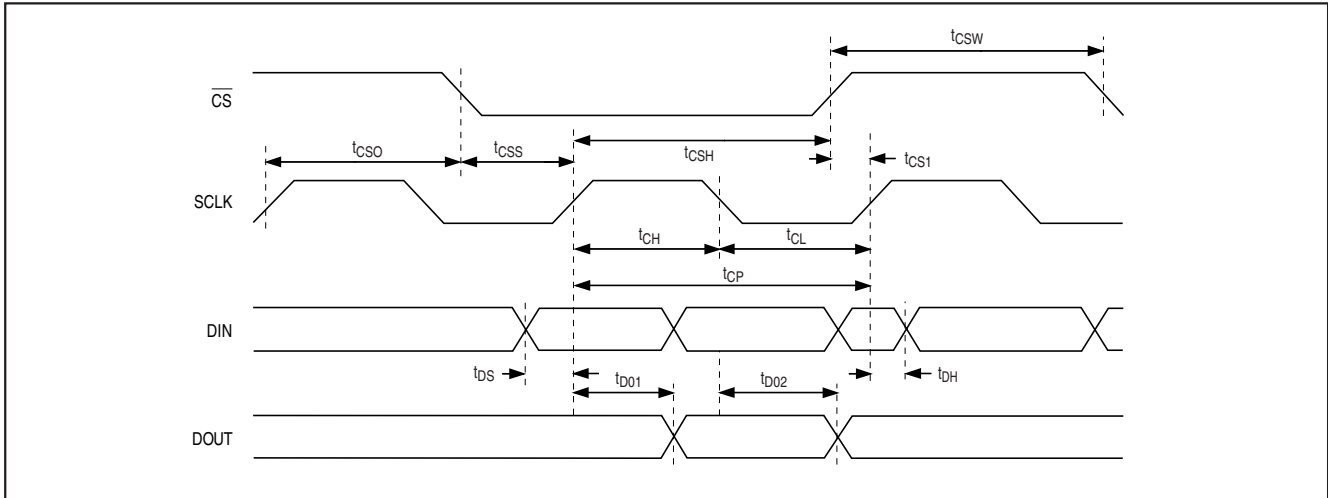 tCSW
CS
tCSO
tCSS
tCSH
tCS1
SCLK
tCH
tCL
tCP
DIN
tDS
tD01
tD02
tDH
DOUT